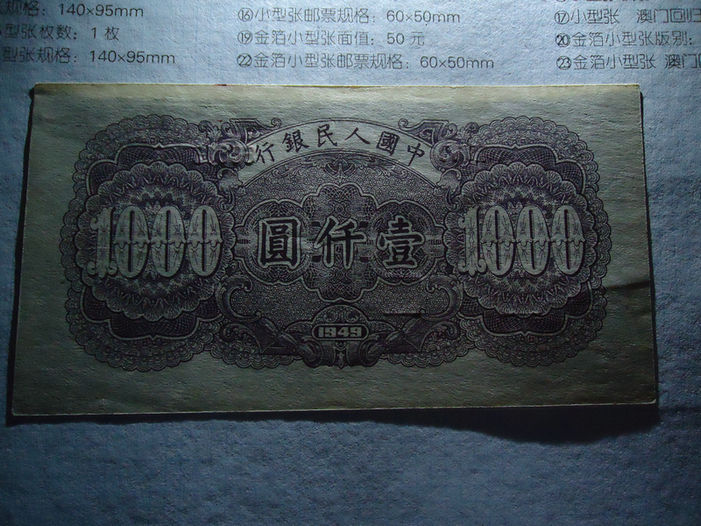 格：140×95mm
⑯小型张邮票规格：60×50mm
⑰小型张 澳门回归
小型张枚数：1枚
⑲金箔小型张面值：50元
⑳金箔小型张版别：
型张规格：140×95mm
㉒金箔小型张邮票规格：60×50mm
㉓金箔小型张 澳门回
行銀民人國中
1000
圓仟壹
1000
1949